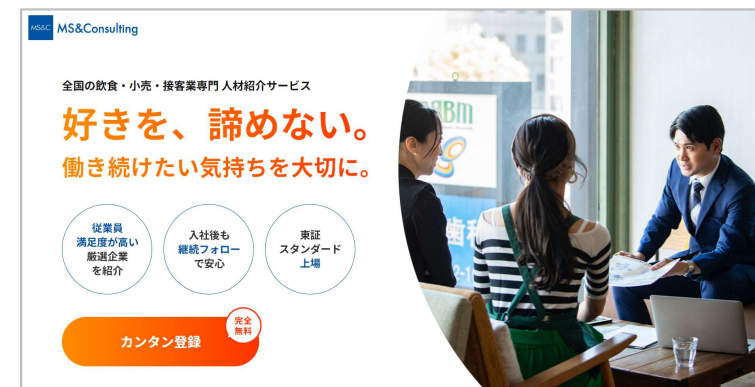 MS&C MS&Consulting
全国の飲食・小売・接客業専門 人材紹介サービス
好きを、諦めない。
働き続けたい気持ちを大切に。
従業員
満足度が高い
厳選企業
を紹介
入社後も
継続フォロー
で安心
東証
スタンダード
上場
カンタン登録
完全
無料
歯